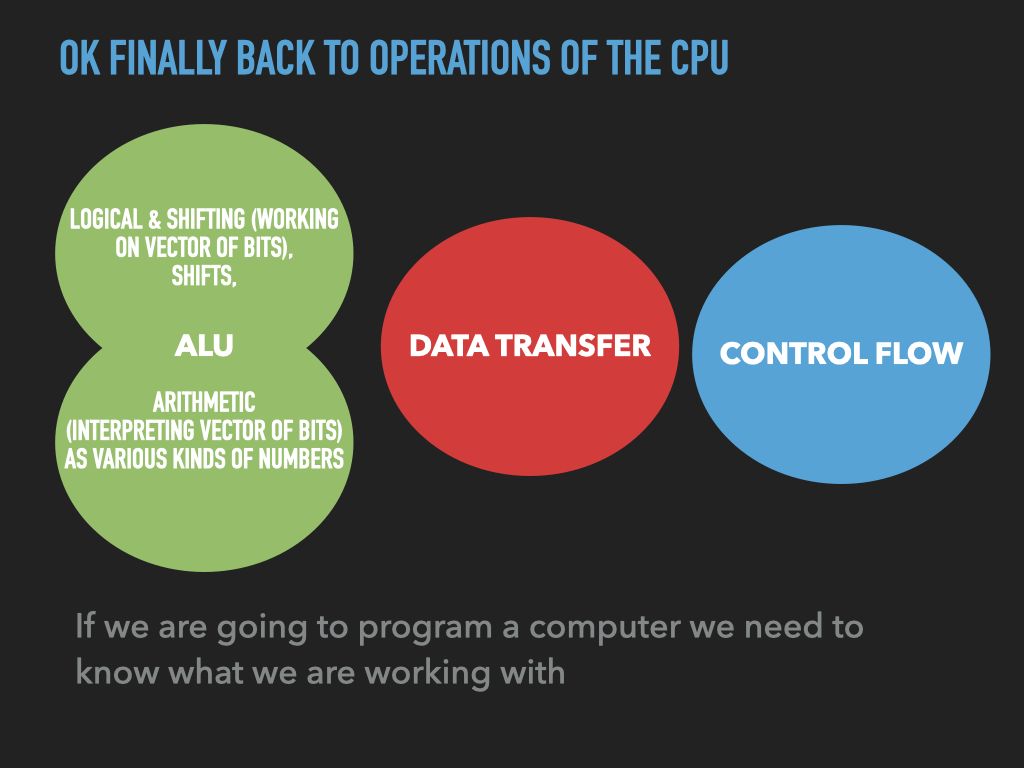 OK FINALLY BACK TO OPERATIONS OF THE CPU
LOGICAL & SHIFTING (WORKING
ON VECTOR OF BITS),
SHIFTS,
ALU
ARITHMETIC
(INTERPRETING VECTOR OF BITS)
AS VARIOUS KINDS OF NUMBERS
DATA TRANSFER
CONTROL FLOW
If we are going to program a computer we need to
know what we are working with